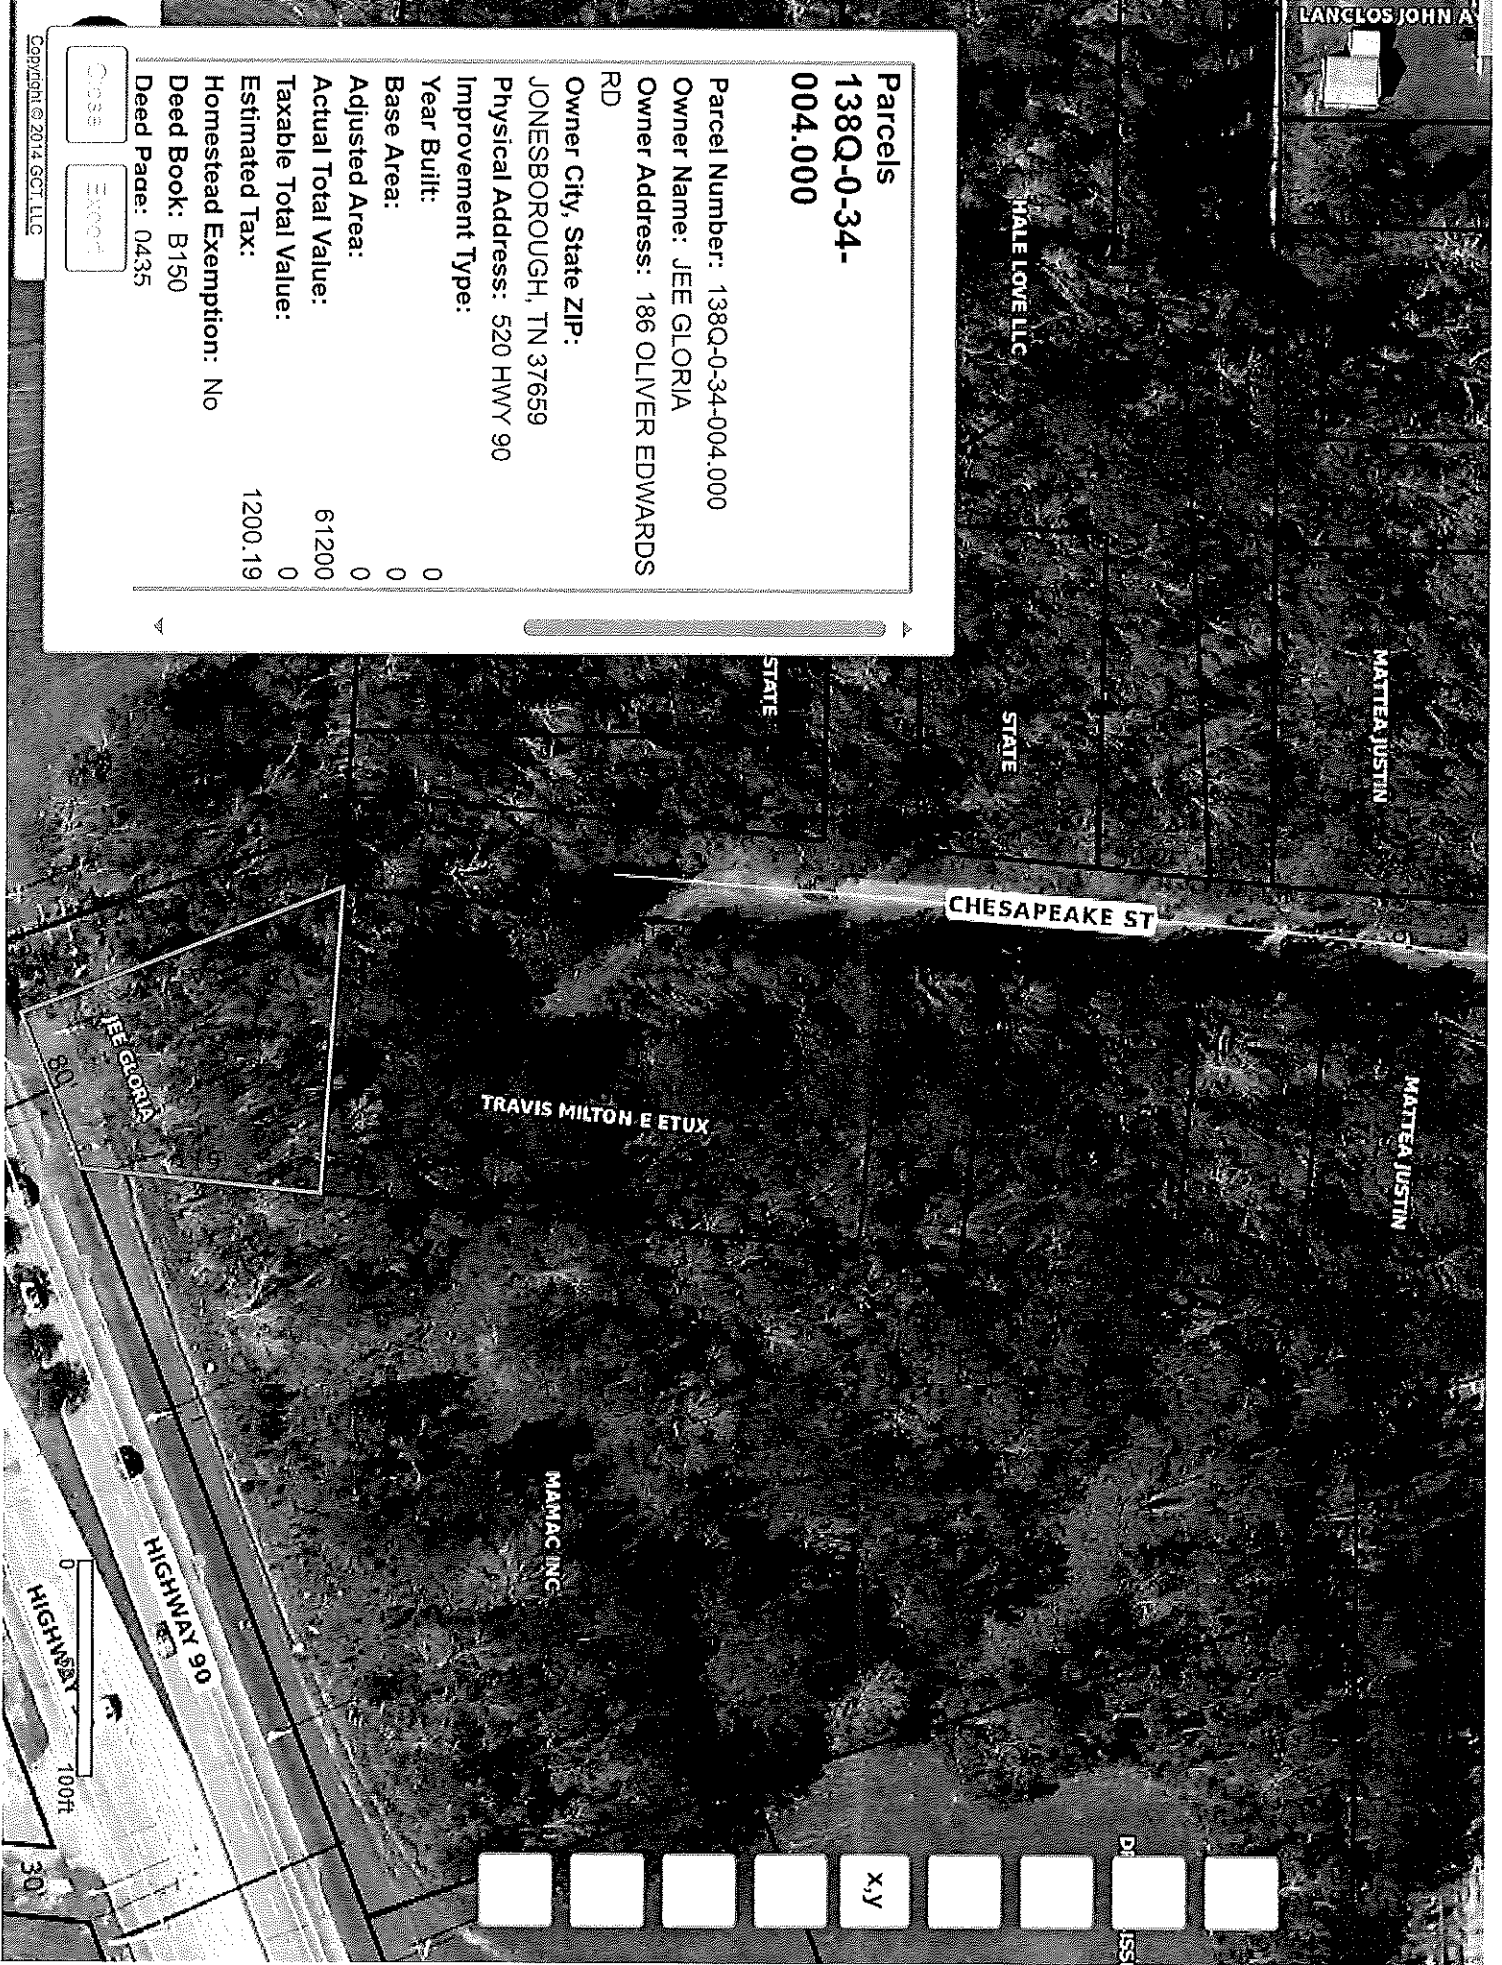 Parcels
138Q-0-34-
004.000
Parcel Number: 138Q-0-34-004.000
Owner Name: JEE GLORIA
Owner Address: 186 OLIVER EDWARDS
RD
Owner City, State ZIP:
JONESBOROUGH, TN 37659
Physical Address: 520 HWY 90
Improvement Type:
Year Built: 0
Base Area: 0
Adjusted Area: 0
Actual Total Value: 61200
Taxable Total Value: 0
Estimated Tax: 1200.19
Homestead Exemption: No
Deed Book: B150
Deed Page: 0435
Close
Export
Copyright © 2014 GCT, LLC
LANCLOS JOHN A
HALE LOVE LLC
MATTEA JUSTIN
STATE
STATE
CHESAPEAKE ST
MATTEA JUSTIN
TRAVIS MILTON E ETUX
JEE GLORIA
80'
MAMAC INC
HIGHWAY 90
HIGHWAY
0
100ft
30'
x,y